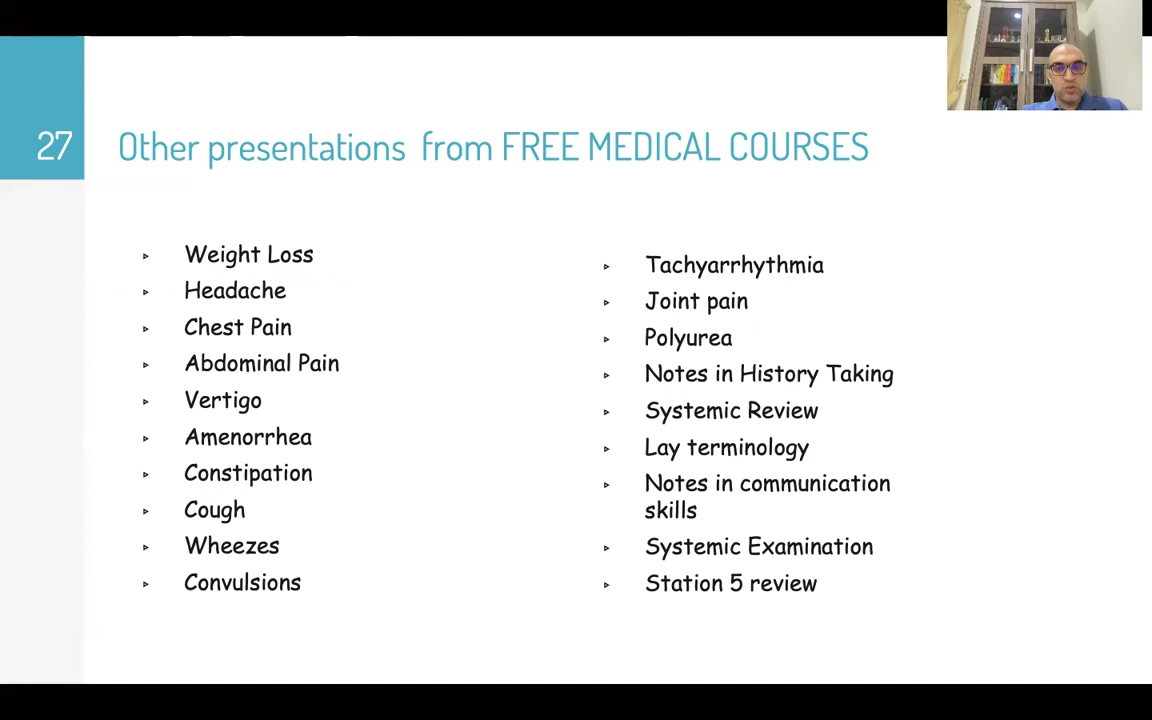 27
Other presentations from FREE MEDICAL COURSES
Weight Loss
Headache
Chest Pain
Abdominal Pain
Vertigo
Amenorrhea
Constipation
Cough
Wheezes
Convulsions
Tachyarrhythmia
Joint pain
Polyurea
Notes in History Taking
Systemic Review
Lay terminology
Notes in communication
skills
Systemic Examination
Station 5 review